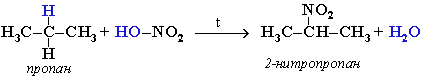 H NO₂
H₃C–C–CH₃ + HO–NO₂ t H₃C–CH–CH₃ + H₂O
H
пропан 2-нитропропан